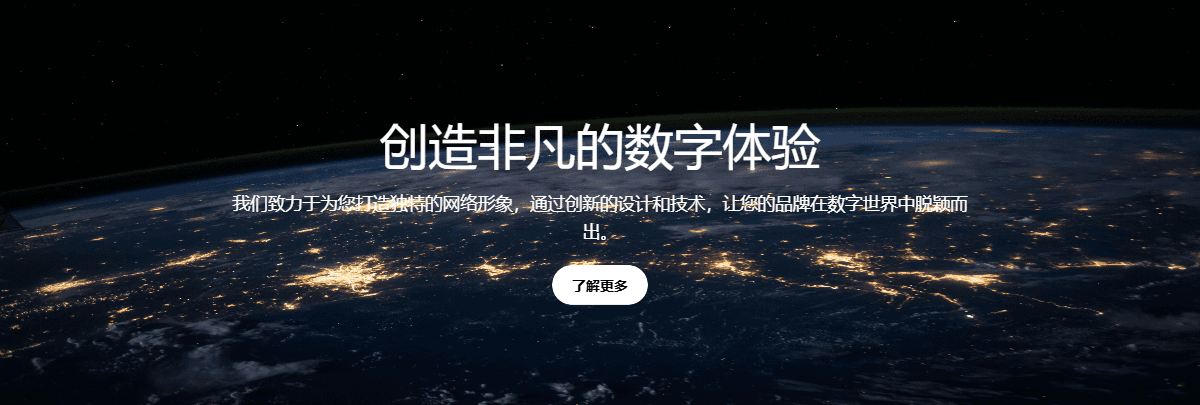 创造非凡的数字体验
我们致力于为您打造独特的网络形象，通过创新的设计和技术，让您的品牌在数字世界中脱颖而
出。
了解更多